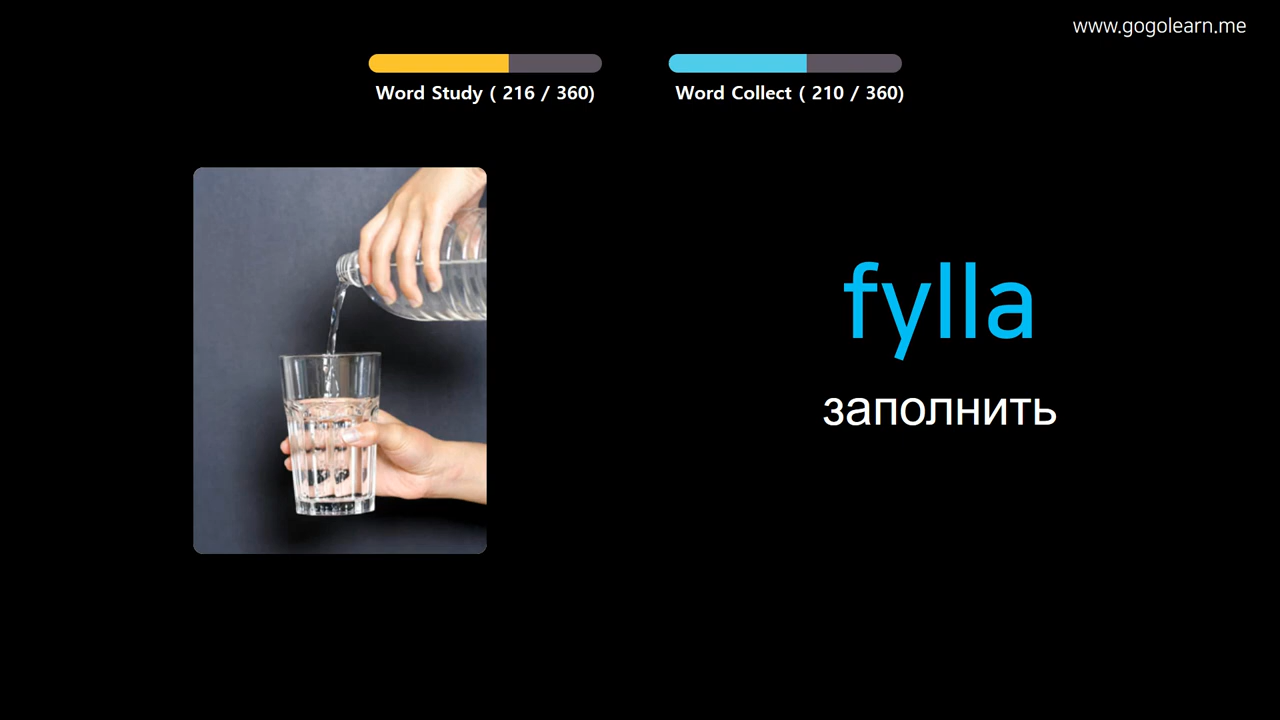 www.gogolearn.me
Word Study ( 216 / 360)
Word Collect ( 210 / 360)
fylla
заполнить